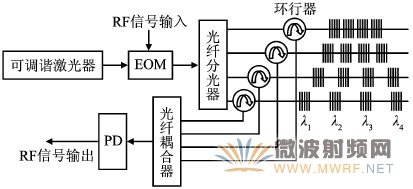 RF信号输入
环行器
可调谐激光器
EOM
光纤分光器
λ1 λ2 λ3 λ4
PD
光纤耦合器
RF信号输出
微波射频网
WWW.MWRF.NET